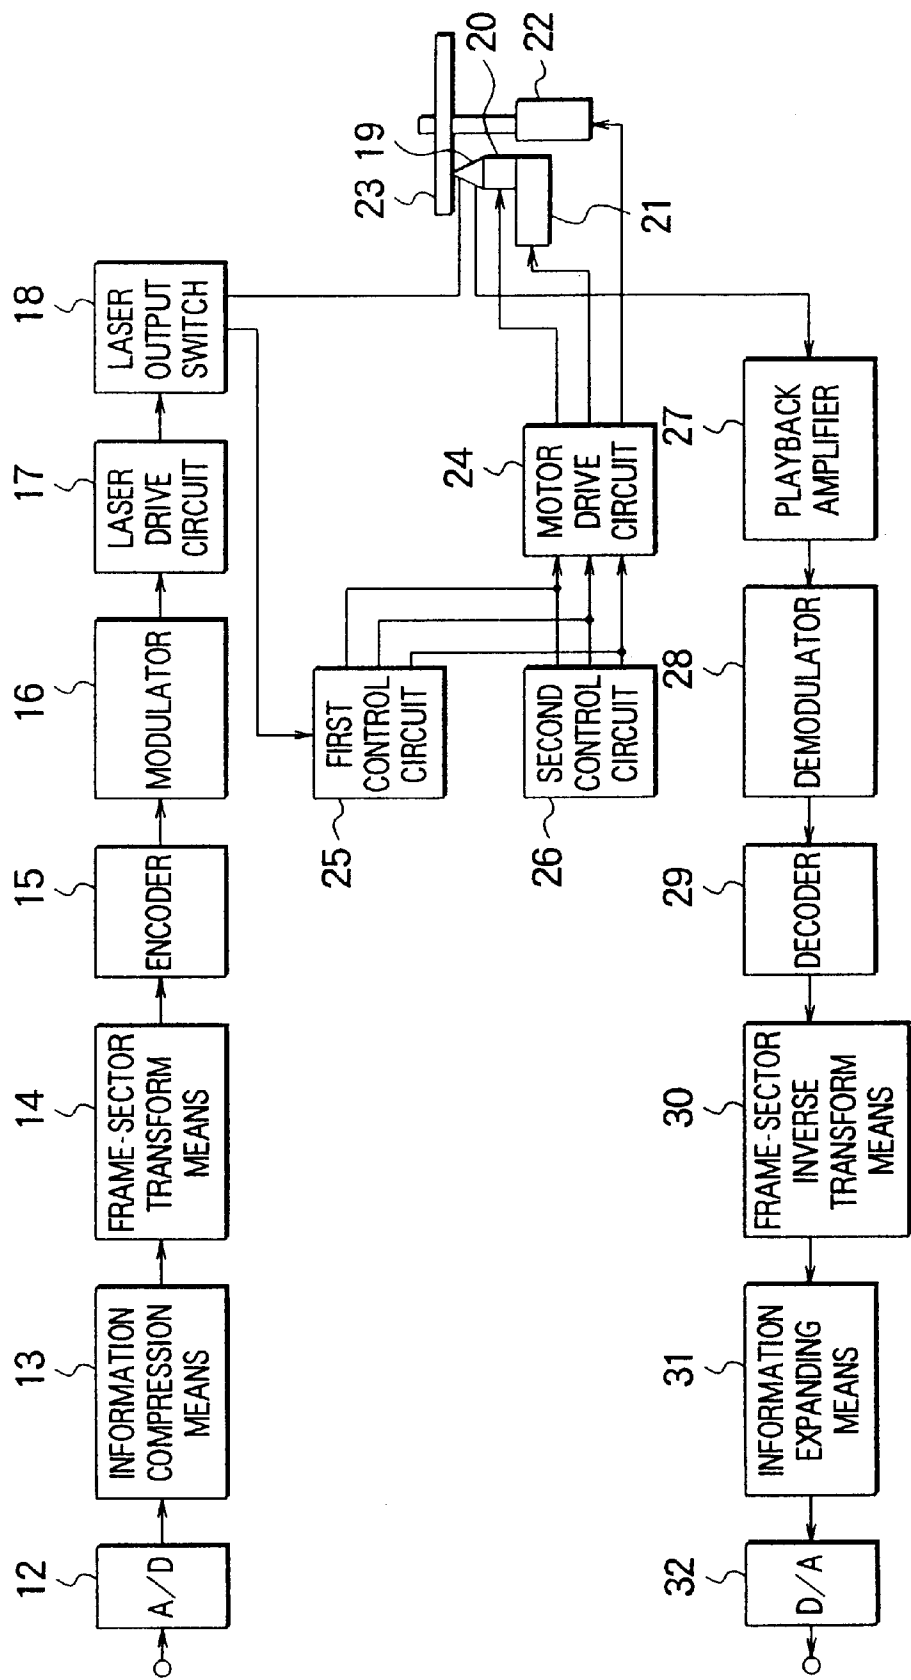 12
A/D
13
INFORMATION
COMPRESSION
MEANS
14
FRAME-SECTOR
TRANSFORM
MEANS
15
ENCODER
16
MODULATOR
17
LASER
DRIVE
CIRCUIT
18
LASER
OUTPUT
SWITCH
23
19
20
22
21
25
FIRST
CONTROL
CIRCUIT
26
SECOND
CONTROL
CIRCUIT
24
MOTOR
DRIVE
CIRCUIT
32
D/A
31
INFORMATION
EXPANDING
MEANS
30
FRAME-SECTOR
INVERSE
TRANSFORM
MEANS
29
DECODER
28
DEMODULATOR
27
PLAYBACK
AMPLIFIER